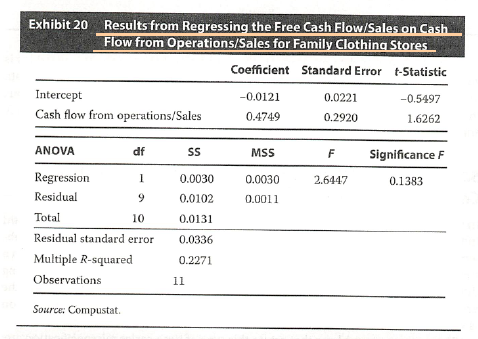 Exhibit 20 Results from Regressing the Free Cash Flow/Sales on Cash
Flow from Operations/Sales for Family Clothing Stores
Coefficient Standard Error t-Statistic
Intercept -0.0121 0.0221 -0.5497
Cash flow from operations/Sales 0.4749 0.2920 1.6262
ANOVA df SS MSS F Significance F
Regression 1 0.0030 0.0030 2.6447 0.1383
Residual 9 0.0102 0.0011
Total 10 0.0131
Residual standard error 0.0336
Multiple R-squared 0.2271
Observations 11
Source: Compustat.